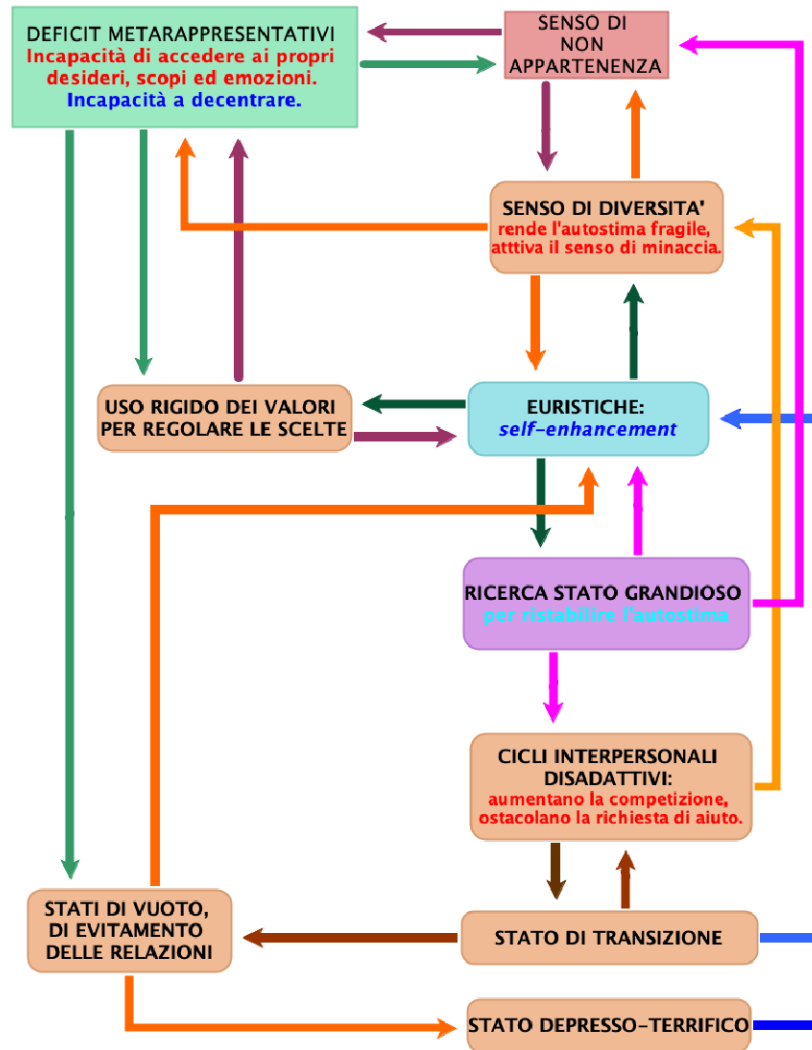 DEFICIT METARAPPRESENTATIVI
Incapacità di accedere ai propri
desideri, scopi ed emozioni.
Incapacità a decentrare.
SENSO DI
NON
APPARTENENZA
SENSO DI DIVERSITA'
rende l'autostima fragile,
atttiva il senso di minaccia.
USO RIGIDO DEI VALORI
PER REGOLARE LE SCELTE
EURISTICHE:
self-enhancement
RICERCA STATO GRANDIOSO
per ristabilire l'autostima
CICLI INTERPERSONALI
DISADATTIVI:
aumentano la competizione,
ostacolano la richiesta di aiuto.
STATI DI VUOTO,
DI EVITAMENTO
DELLE RELAZIONI
STATO DI TRANSIZIONE
STATO DEPRESSO-TERRIFICO